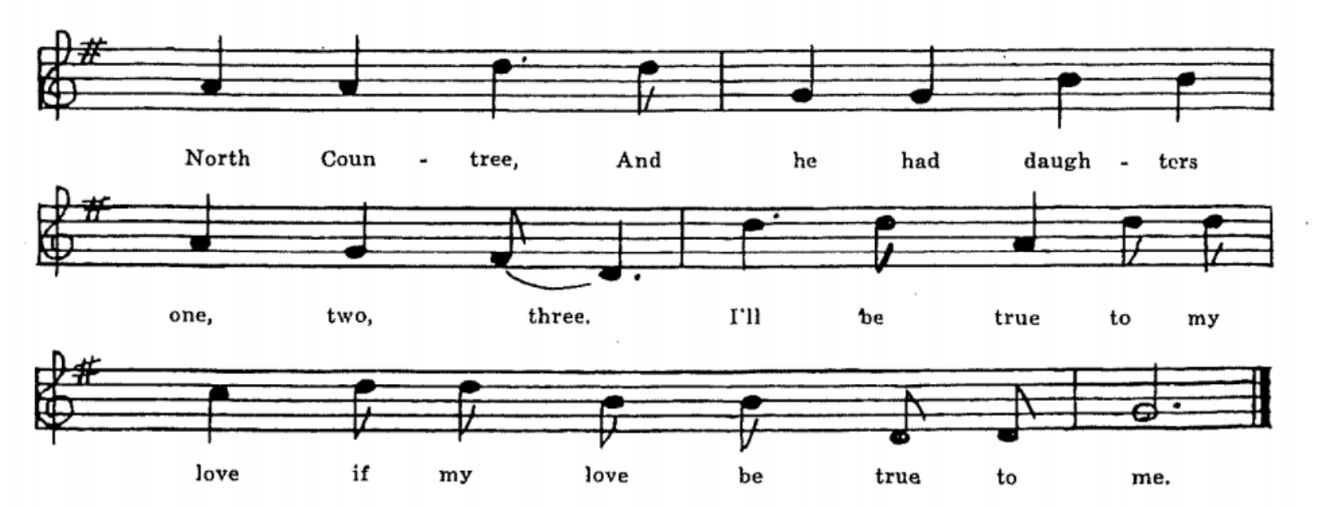 North Coun - tree, And he had daugh - ters
one, two, three. I'll be true to my
love if my love be true to me.